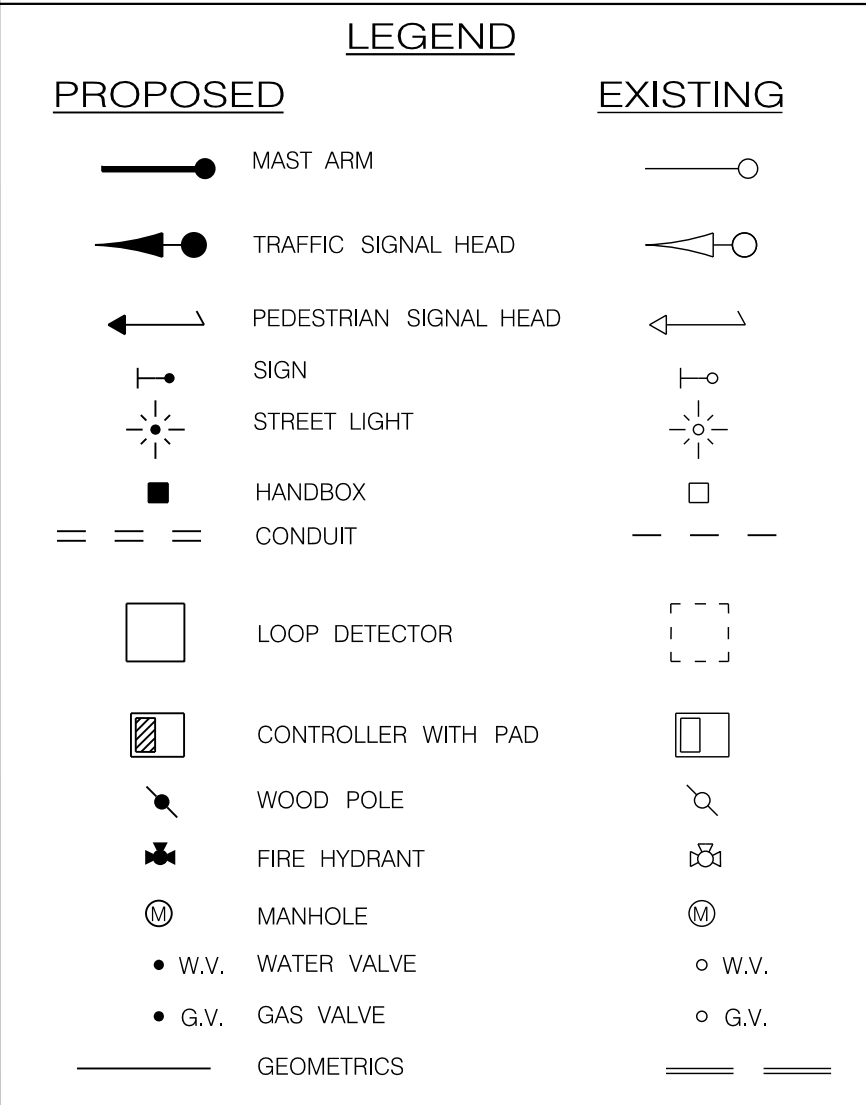 LEGEND
PROPOSED EXISTING
MAST ARM
TRAFFIC SIGNAL HEAD
PEDESTRIAN SIGNAL HEAD
SIGN
STREET LIGHT
HANDBOX
CONDUIT
LOOP DETECTOR
CONTROLLER WITH PAD
WOOD POLE
FIRE HYDRANT
M MANHOLE M
W.V. WATER VALVE W.V.
G.V. GAS VALVE G.V.
GEOMETRICS